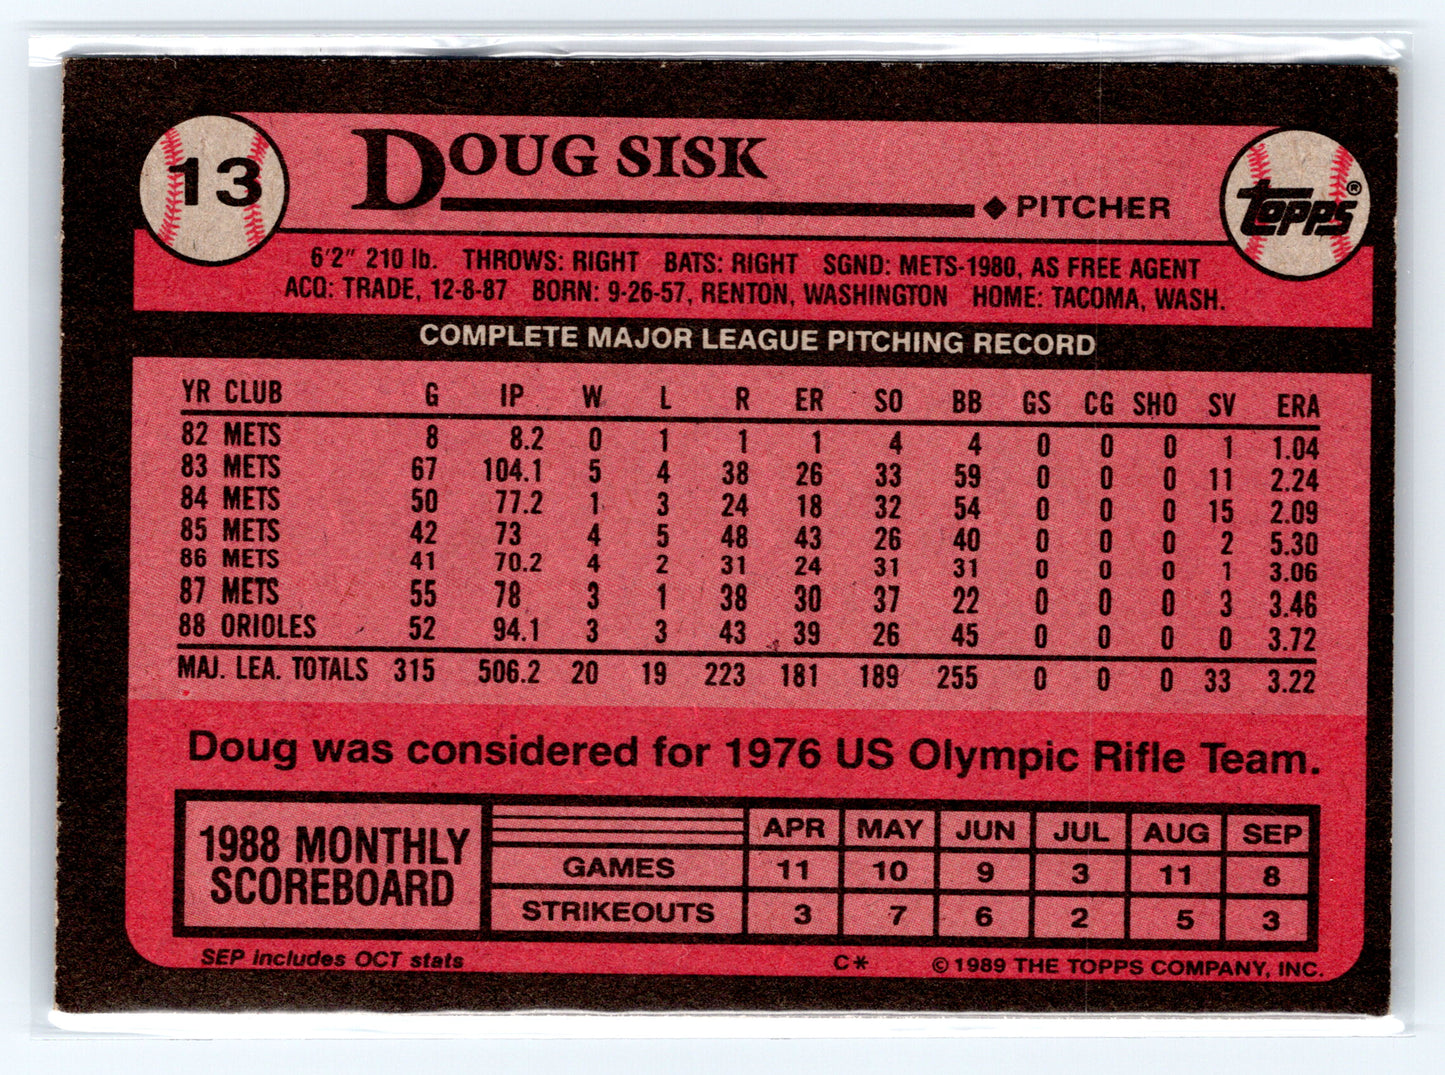 13
DOUG SISK
◆ PITCHER
topps®
6'2" 210 lb. THROWS: RIGHT BATS: RIGHT SGND: METS-1980, AS FREE AGENT
ACQ: TRADE, 12-8-87 BORN: 9-26-57, RENTON, WASHINGTON HOME: TACOMA, WASH.
COMPLETE MAJOR LEAGUE PITCHING RECORD
YR CLUB G IP W L R ER SO BB GS CG SHO SV ERA
82 METS 8 8.2 0 1 1 1 4 4 0 0 0 1 1.04
83 METS 67 104.1 5 4 38 26 33 59 0 0 0 11 2.24
84 METS 50 77.2 1 3 24 18 32 54 0 0 0 15 2.09
85 METS 42 73 4 5 48 43 26 40 0 0 0 2 5.30
86 METS 41 70.2 4 2 31 24 31 31 0 0 0 1 3.06
87 METS 55 78 3 1 38 30 37 22 0 0 0 3 3.46
88 ORIOLES 52 94.1 3 3 43 39 26 45 0 0 0 0 3.72
MAJ. LEA. TOTALS 315 506.2 20 19 223 181 189 255 0 0 0 33 3.22
Doug was considered for 1976 US Olympic Rifle Team.
1988 MONTHLY
SCOREBOARD
APR MAY JUN JUL AUG SEP
GAMES 11 10 9 3 11 8
STRIKEOUTS 3 7 6 2 5 3
SEP includes OCT stats
C* © 1989 THE TOPPS COMPANY, INC.